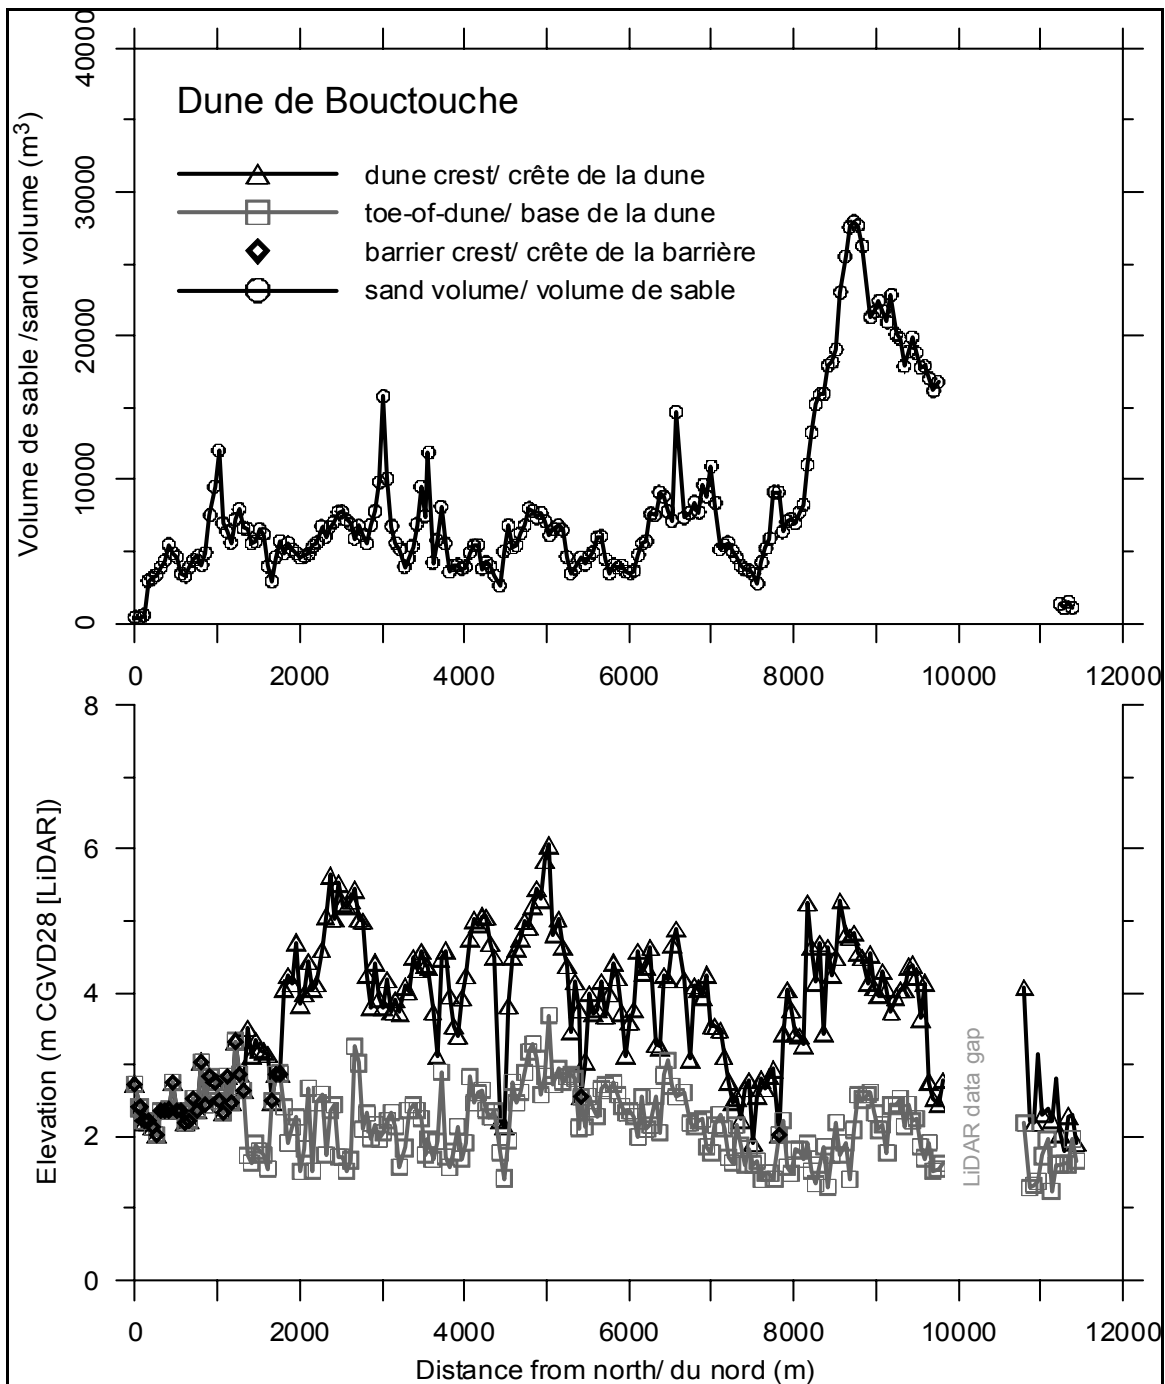 Dune de Bouctouche
dune crest/ crête de la dune
toe-of-dune/ base de la dune
barrier crest/ crête de la barrière
sand volume/ volume de sable
Volume de sable /sand volume (m³)
40000
30000
20000
10000
0
0 2000 4000 6000 8000 10000 12000
Elevation (m CGVD28 [LiDAR])
8
6
4
2
0
LiDAR data gap
0 2000 4000 6000 8000 10000 12000
Distance from north/ du nord (m)